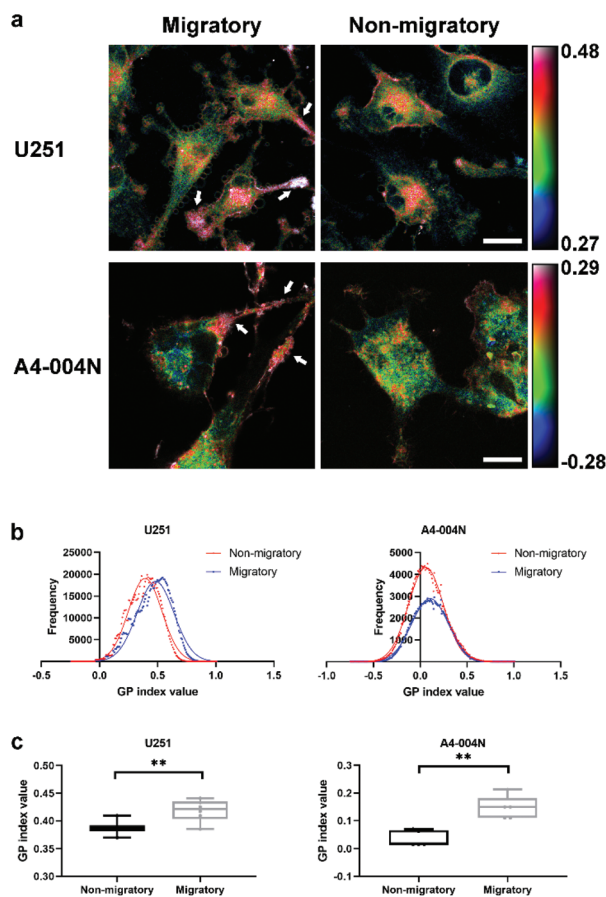 a
Migratory
Non-migratory
U251
0.48
0.27
A4-004N
0.29
-0.28
b
U251
Frequency
25000
20000
15000
10000
5000
-0.5
0.0
0.5
1.0
1.5
GP index value
Non-migratory
Migratory
A4-004N
Frequency
5000
4000
3000
2000
1000
0
-1.0
-0.5
0.0
0.5
1.0
1.5
GP index value
Non-migratory
Migratory
c
U251
GP index value
0.50
0.45
0.40
0.35
0.30
**
Non-migratory
Migratory
A4-004N
GP index value
0.3
0.2
0.1
0.0
-0.1
**
Non-migratory
Migratory